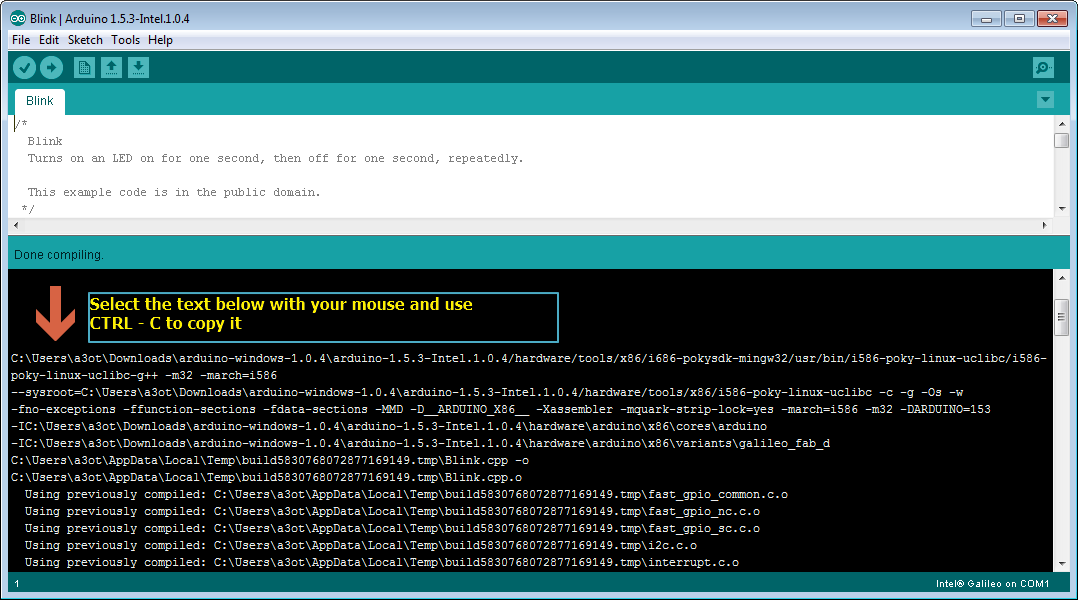 Blink | Arduino 1.5.3-Intel.1.0.4
File Edit Sketch Tools Help
Blink
/*
Blink
Turns on an LED on for one second, then off for one second, repeatedly.
This example code is in the public domain.
*/
Done compiling.
Select the text below with your mouse and use
CTRL - C to copy it
C:\Users\a3ot\Downloads\arduino-windows-1.0.4\arduino-1.5.3-Intel.1.0.4/hardware/tools/x86/i686-pokysdk-mingw32/usr/bin/i586-poky-linux-uclibc/i586-
poky-linux-uclibc-g++ -m32 -march=i586
--sysroot=C:\Users\a3ot\Downloads\arduino-windows-1.0.4\arduino-1.5.3-Intel.1.0.4/hardware/tools/x86/i586-poky-linux-uclibc -c -g -Os -w
-fno-exceptions -ffunction-sections -fdata-sections -MMD -D__ARDUINO_X86__ -Xassembler -mquark-strip-lock=yes -march=i586 -m32 -DARDUINO=153
-IC:\Users\a3ot\Downloads\arduino-windows-1.0.4\arduino-1.5.3-Intel.1.0.4\hardware\arduino\x86\cores\arduino
-IC:\Users\a3ot\Downloads\arduino-windows-1.0.4\arduino-1.5.3-Intel.1.0.4\hardware\arduino\x86\variants\galileo_fab_d
C:\Users\a3ot\AppData\Local\Temp\build5830768072877169149.tmp\Blink.cpp -o
C:\Users\a3ot\AppData\Local\Temp\build5830768072877169149.tmp\Blink.cpp.o
Using previously compiled: C:\Users\a3ot\AppData\Local\Temp\build5830768072877169149.tmp\fast_gpio_common.c.o
Using previously compiled: C:\Users\a3ot\AppData\Local\Temp\build5830768072877169149.tmp\fast_gpio_nc.c.o
Using previously compiled: C:\Users\a3ot\AppData\Local\Temp\build5830768072877169149.tmp\fast_gpio_sc.c.o
Using previously compiled: C:\Users\a3ot\AppData\Local\Temp\build5830768072877169149.tmp\i2c.c.o
Using previously compiled: C:\Users\a3ot\AppData\Local\Temp\build5830768072877169149.tmp\interrupt.c.o
1
Intel® Galileo on COM1